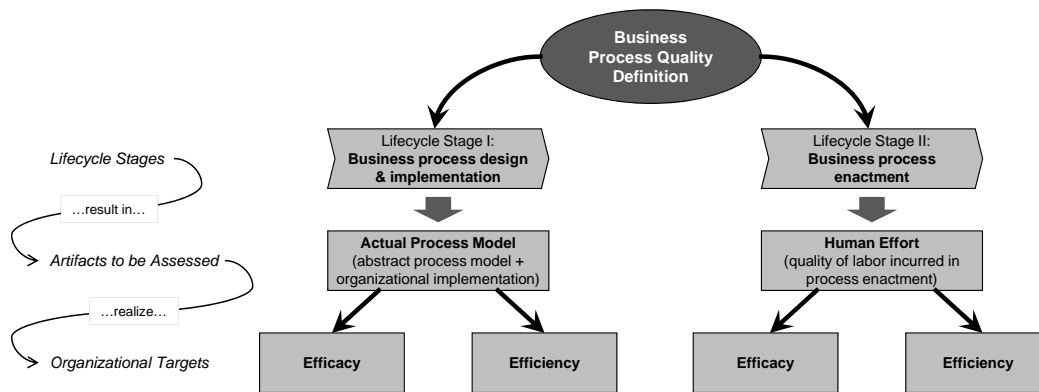 Business
Process Quality
Definition
Lifecycle Stage I:
Business process design
& implementation
Lifecycle Stage II:
Business process
enactment
Lifecycle Stages
…result in…
Actual Process Model
(abstract process model +
organizational implementation)
Human Effort
(quality of labor incurred in
process enactment)
Artifacts to be Assessed
…realize…
Organizational Targets
Efficacy
Efficiency
Efficacy
Efficiency